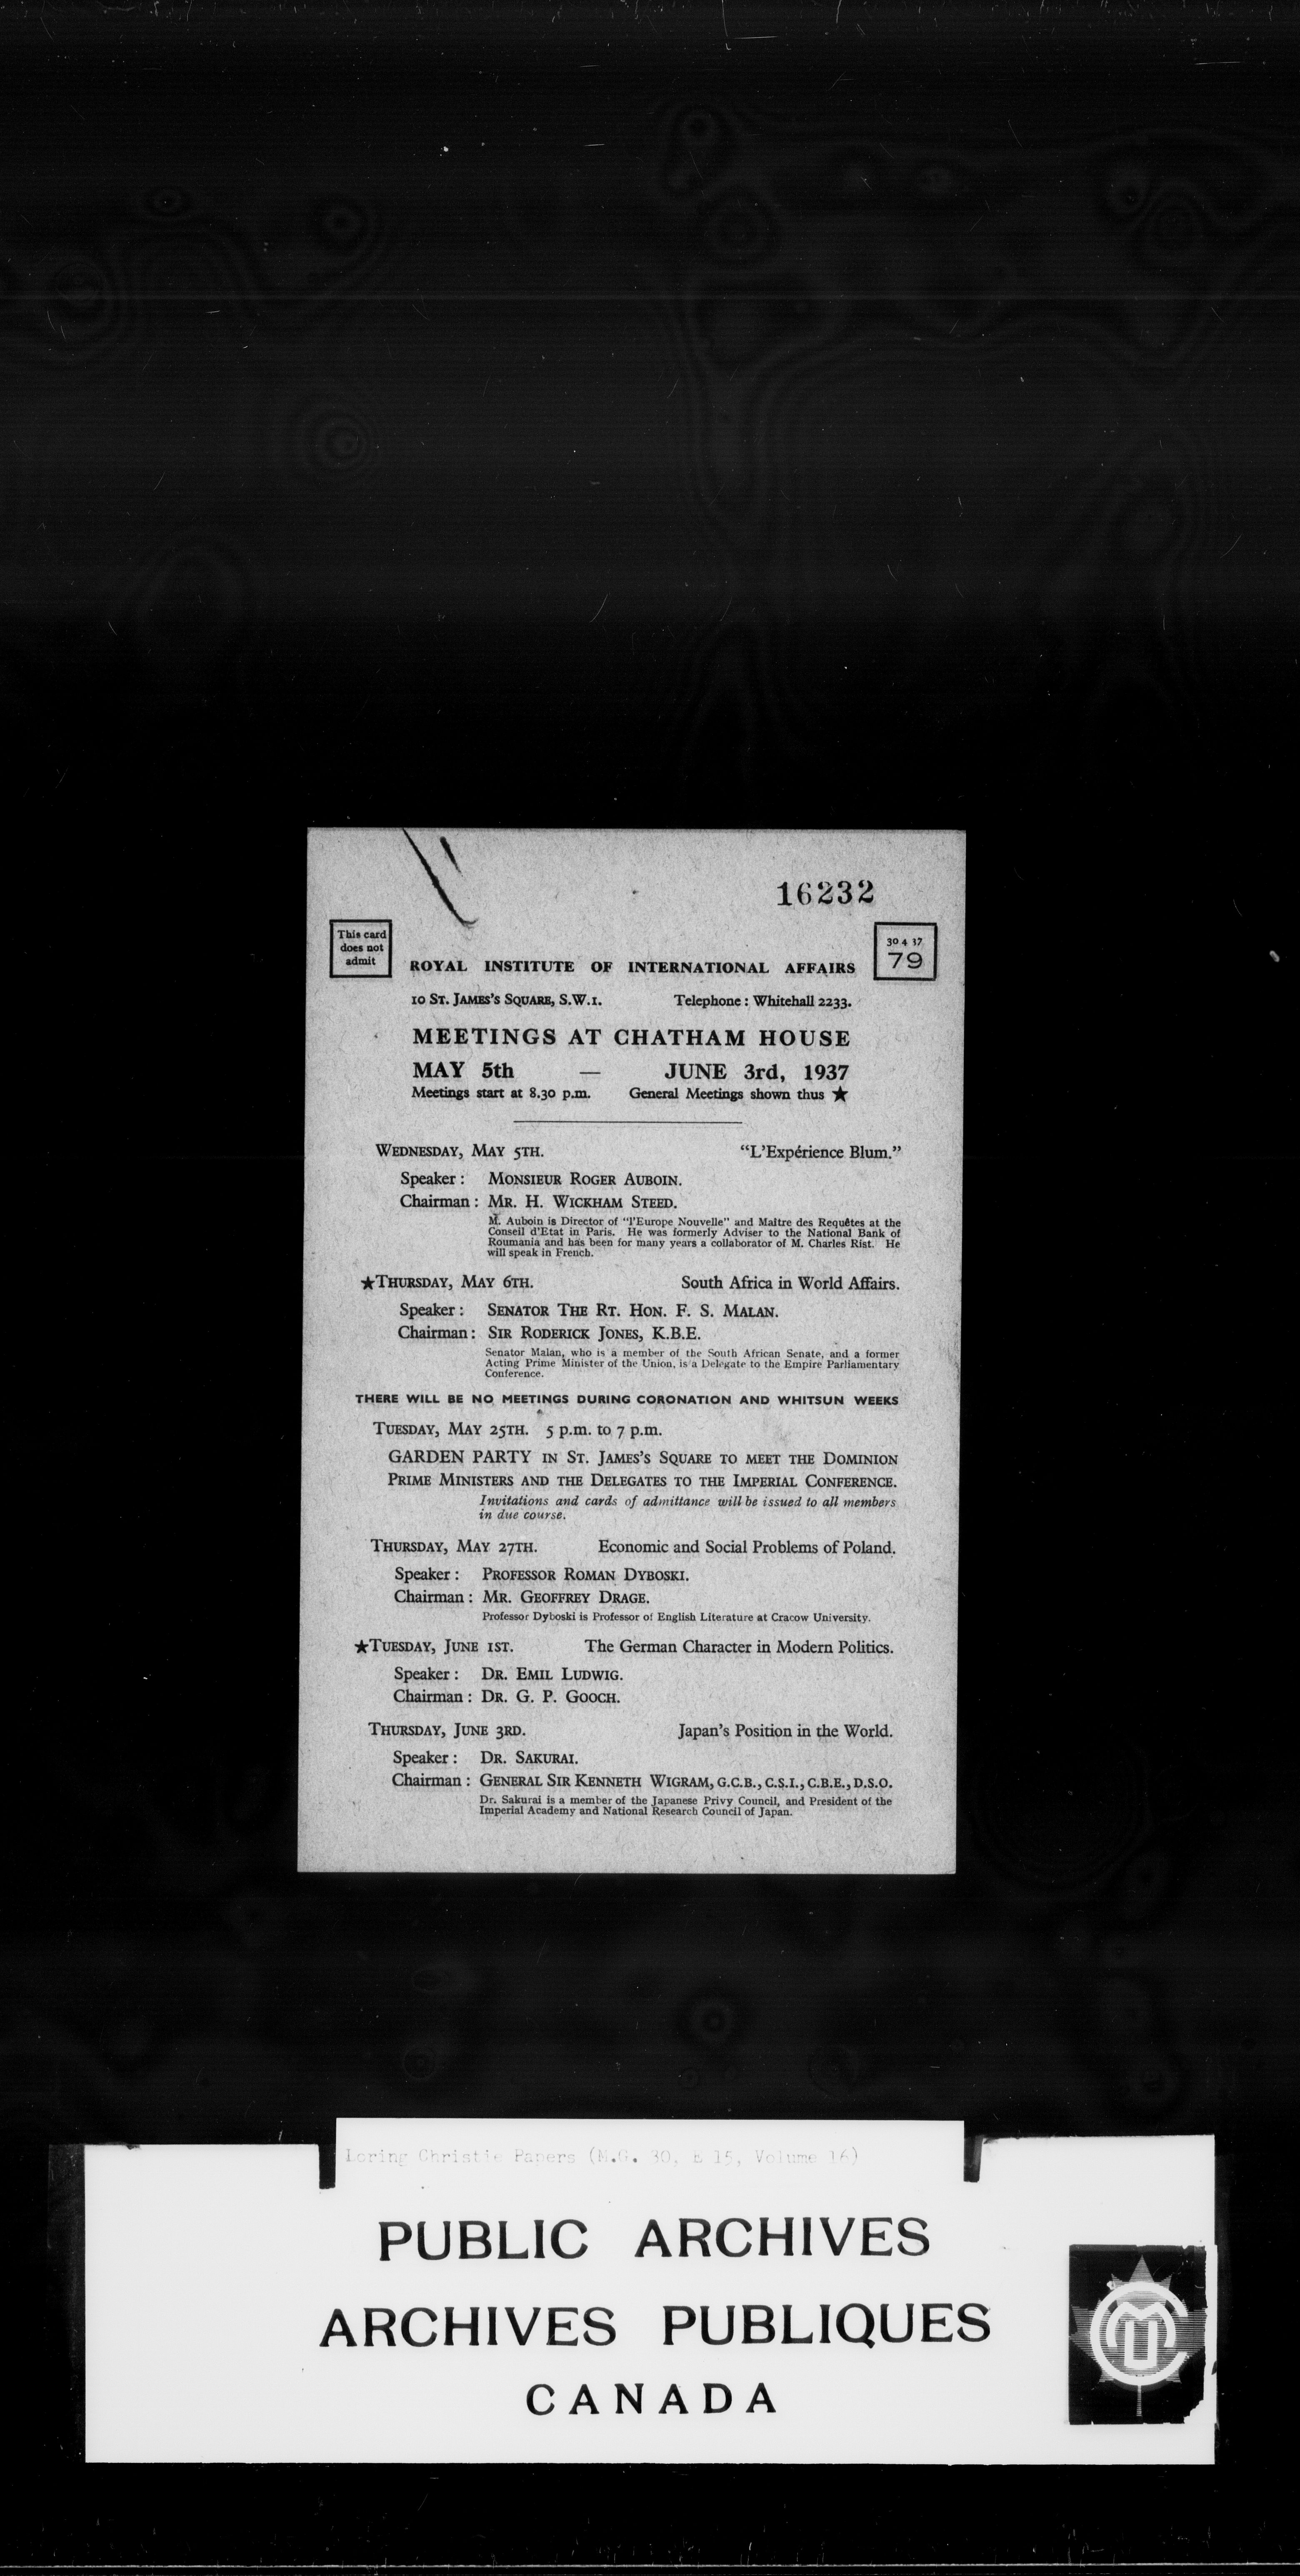 16232
This card
does not
admit
30 4 37
79
ROYAL INSTITUTE OF INTERNATIONAL AFFAIRS
10 ST. JAMES'S SQUARE, S.W.1. Telephone: Whitehall 2233.
MEETINGS AT CHATHAM HOUSE
MAY 5th — JUNE 3rd, 1937
Meetings start at 8.30 p.m. General Meetings shown thus ★
WEDNESDAY, MAY 5TH. "L'Expérience Blum."
Speaker: MONSIEUR ROGER AUBOIN.
Chairman: MR. H. WICKHAM STEED.
M. Auboin is Director of "l'Europe Nouvelle" and Maître des Requêtes at the
Conseil d'Etat in Paris. He was formerly Adviser to the National Bank of
Roumania and has been for many years a collaborator of M. Charles Rist. He
will speak in French.
★THURSDAY, MAY 6TH. South Africa in World Affairs.
Speaker: SENATOR THE RT. HON. F. S. MALAN.
Chairman: SIR RODERICK JONES, K.B.E.
Senator Malan, who is a member of the South African Senate, and a former
Acting Prime Minister of the Union, is a Delegate to the Empire Parliamentary
Conference.
THERE WILL BE NO MEETINGS DURING CORONATION AND WHITSUN WEEKS
TUESDAY, MAY 25TH. 5 p.m. to 7 p.m.
GARDEN PARTY IN ST. JAMES'S SQUARE TO MEET THE DOMINION
PRIME MINISTERS AND THE DELEGATES TO THE IMPERIAL CONFERENCE.
Invitations and cards of admittance will be issued to all members
in due course.
THURSDAY, MAY 27TH. Economic and Social Problems of Poland.
Speaker: PROFESSOR ROMAN DYBOSKI.
Chairman: MR. GEOFFREY DRAGE.
Professor Dyboski is Professor of English Literature at Cracow University.
★TUESDAY, JUNE 1ST. The German Character in Modern Politics.
Speaker: DR. EMIL LUDWIG.
Chairman: DR. G. P. GOOCH.
THURSDAY, JUNE 3RD. Japan's Position in the World.
Speaker: DR. SAKURAI.
Chairman: GENERAL SIR KENNETH WIGRAM, G.C.B., C.S.I., C.B.E., D.S.O.
Dr. Sakurai is a member of the Japanese Privy Council, and President of the
Imperial Academy and National Research Council of Japan.
Loring Christie Papers (M.G. 30, E 15, Volume 16)
PUBLIC ARCHIVES
ARCHIVES PUBLIQUES
CANADA